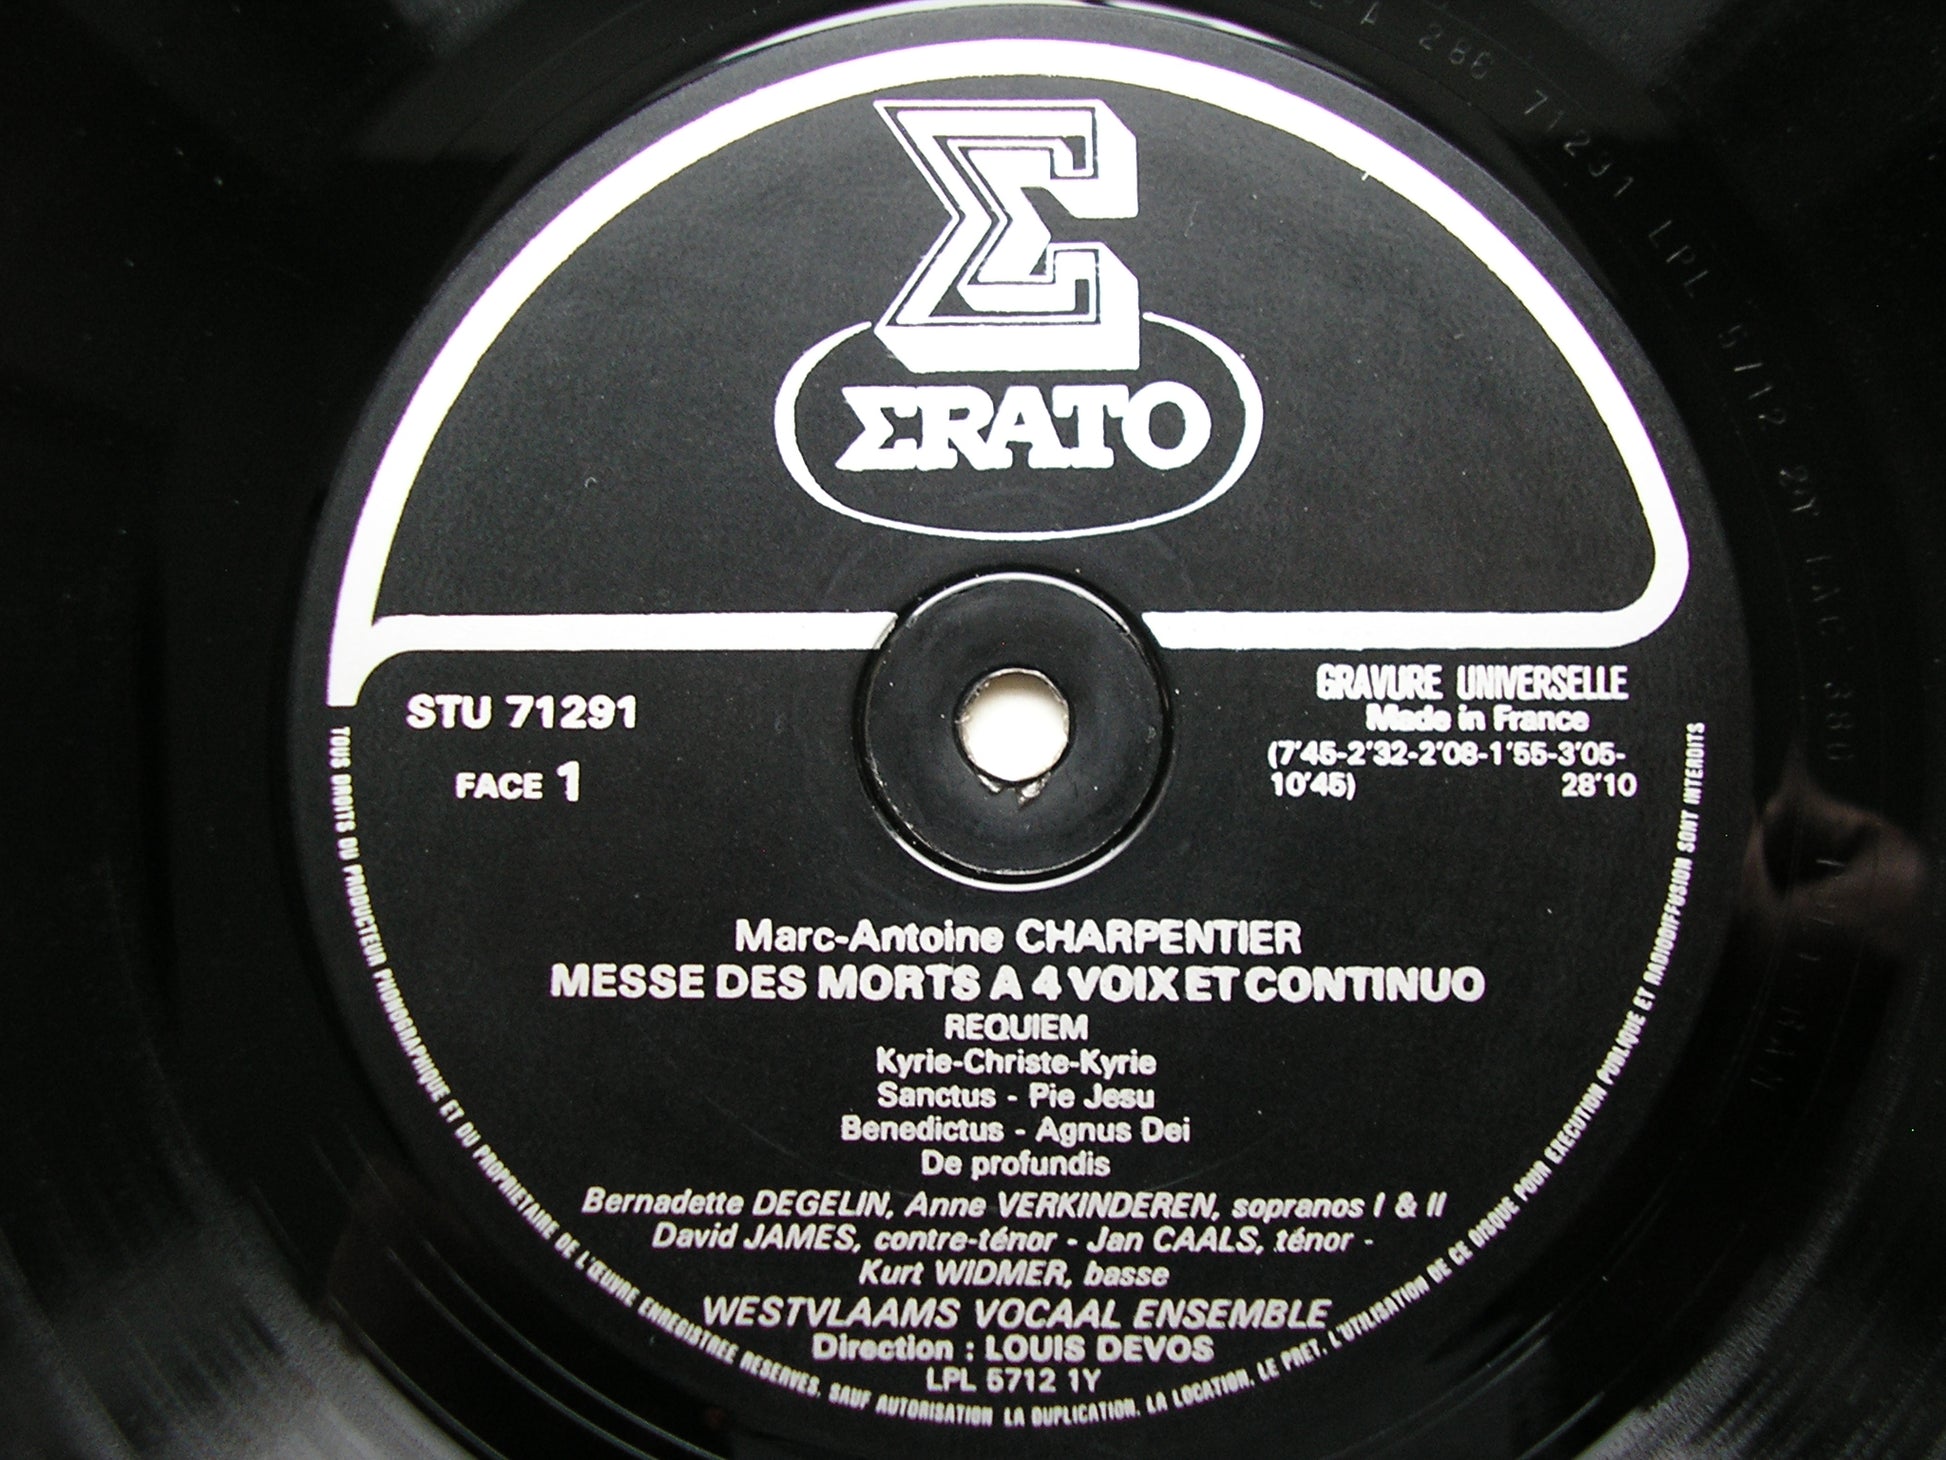 ΣRATO
STU 71291
FACE 1
GRAVURE UNIVERSELLE
Made in France
(7'45-2'32-2'08-1'55-3'05-
10'45) 28'10
Marc-Antoine CHARPENTIER
MESSE DES MORTS A 4 VOIX ET CONTINUO
REQUIEM
Kyrie-Christe-Kyrie
Sanctus - Pie Jesu
Benedictus - Agnus Dei
De profundis
Bernadette DEGELIN, Anne VERKINDEREN, sopranos I & II
David JAMES, contre-ténor - Jan CAALS, ténor -
Kurt WIDMER, basse
WESTVLAAMS VOCAAL ENSEMBLE
Direction : LOUIS DEVOS
LPL 5712 1Y
TOUS DROITS DU PRODUCTEUR PHONOGRAPHIQUE ET DU PROPRIETAIRE DE L'ŒUVRE ENREGISTREE RESERVES. SAUF AUTORISATION LA DUPLICATION, LA LOCATION, LE PRET, L'UTILISATION DE CE DISQUE POUR EXECUTION PUBLIQUE ET RADIODIFFUSION SONT INTERDITS
71291 LPL 5712